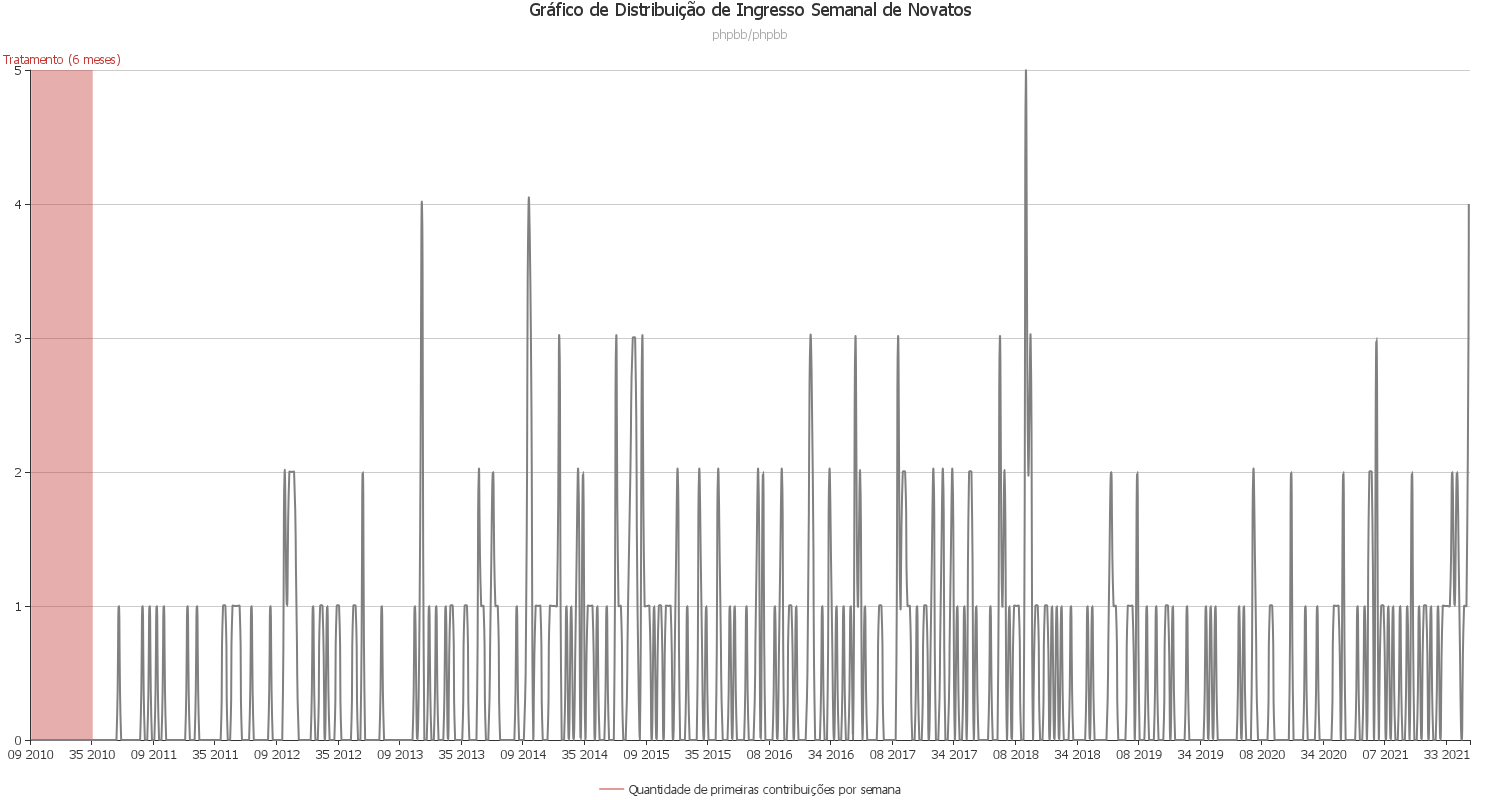 Gráfico de Distribuição de Ingresso Semanal de Novatos
phpbb/phpbb
Tratamento (6 meses)
5
4
3
2
1
0
09 2010 35 2010 09 2011 35 2011 09 2012 35 2012 09 2013 35 2013 09 2014 35 2014 09 2015 35 2015 08 2016 34 2016 08 2017 34 2017 08 2018 34 2018 08 2019 34 2019 08 2020 34 2020 07 2021 33 2021
Quantidade de primeiras contribuições por semana